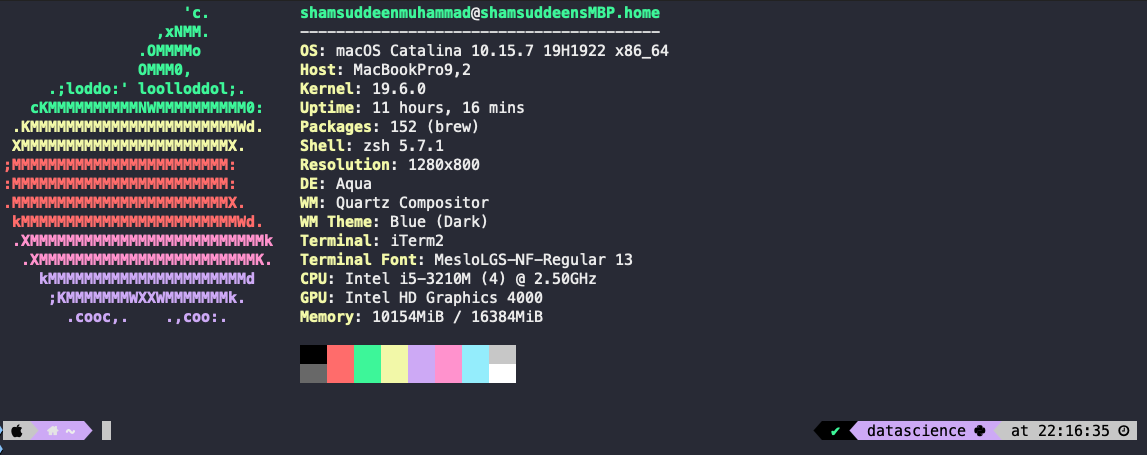 'c.
,xNMM.
.OMMMMo
OMMM0,
.;loddo:' loolloddol;.
cKMMMMMMMMMMNWMMMMMMMMMM0:
.KMMMMMMMMMMMMMMMMMMMMMMMWd.
XMMMMMMMMMMMMMMMMMMMMMMMX.
;MMMMMMMMMMMMMMMMMMMMMMMM:
:MMMMMMMMMMMMMMMMMMMMMMMM:
.MMMMMMMMMMMMMMMMMMMMMMMMX.
kMMMMMMMMMMMMMMMMMMMMMMMMWd.
.XMMMMMMMMMMMMMMMMMMMMMMMMMMk
.XMMMMMMMMMMMMMMMMMMMMMMMMK.
kMMMMMMMMMMMMMMMMMMMMMMd
;KMMMMMMMWXXWMMMMMMMk.
.cooc,. .,coo:.
shamsuddeenmuhammad@shamsuddeensMBP.home
----------------------------------------
OS: macOS Catalina 10.15.7 19H1922 x86_64
Host: MacBookPro9,2
Kernel: 19.6.0
Uptime: 11 hours, 16 mins
Packages: 152 (brew)
Shell: zsh 5.7.1
Resolution: 1280x800
DE: Aqua
WM: Quartz Compositor
WM Theme: Blue (Dark)
Terminal: iTerm2
Terminal Font: MesloLGS-NF-Regular 13
CPU: Intel i5-3210M (4) @ 2.50GHz
GPU: Intel HD Graphics 4000
Memory: 10154MiB / 16384MiB
~
✔ datascience at 22:16:35